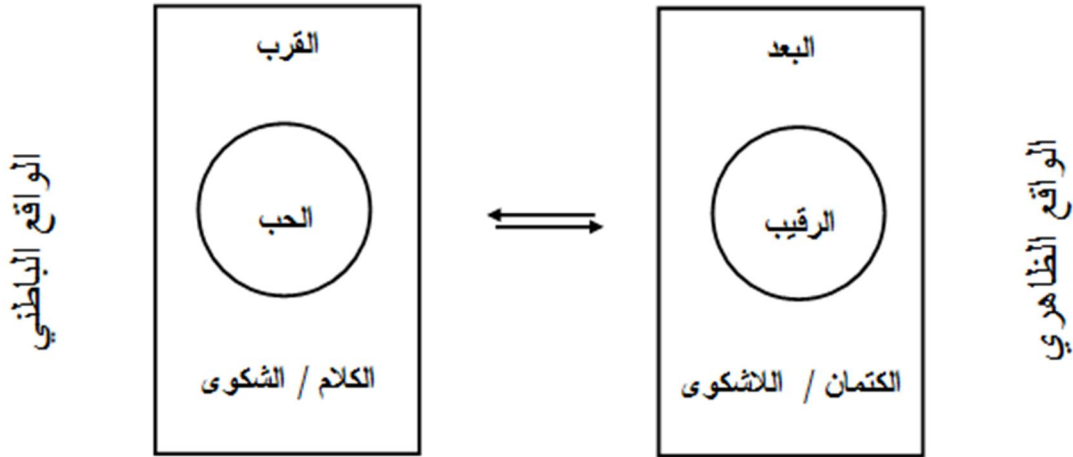 الواقع الظاهري
البعد
الرقيب
الكتمان / اللاشكوى
القرب
الحب
الكلام / الشكوى
الواقع الباطني